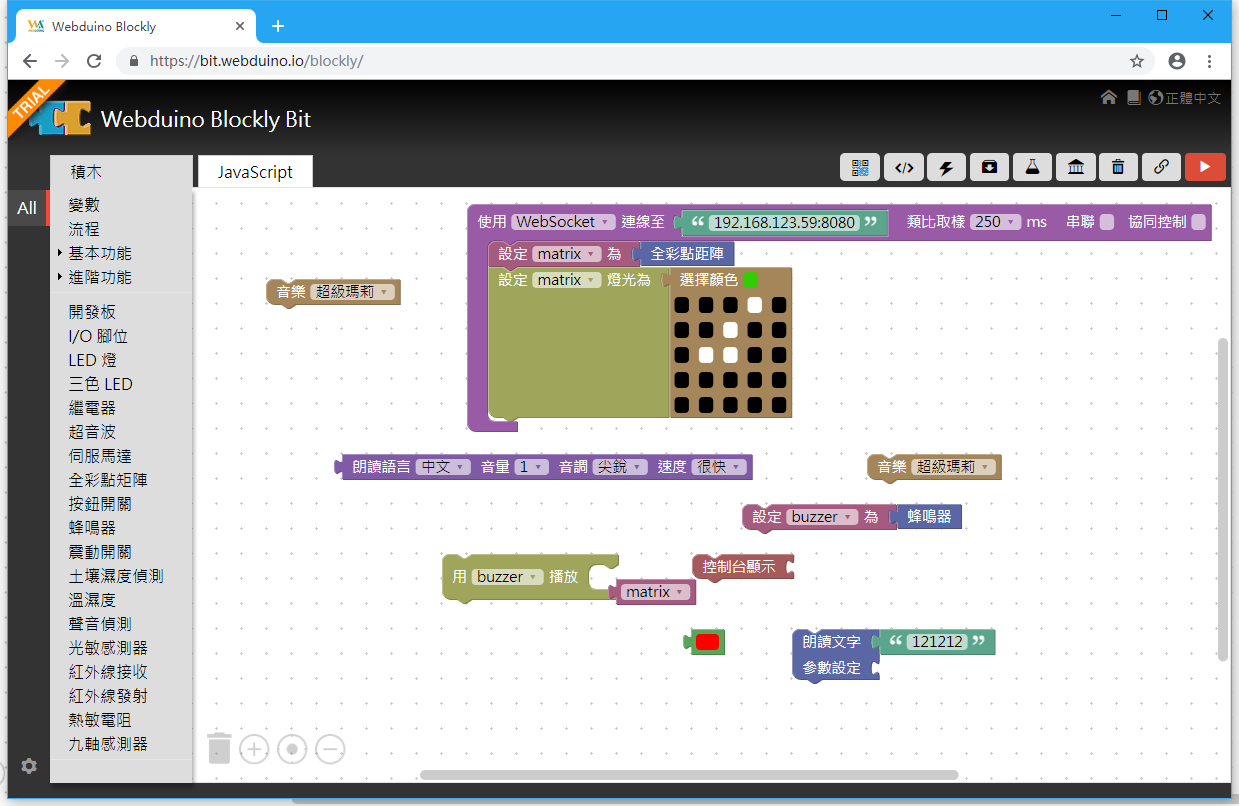 Webduino Blockly
https://bit.webduino.io/blockly/
TRIAL
Webduino Blockly Bit
正體中文
積木
JavaScript
All
變數
流程
基本功能
進階功能
開發板
I/O 腳位
LED 燈
三色 LED
繼電器
超音波
伺服馬達
全彩點矩陣
按鈕開關
蜂鳴器
震動開關
土壤濕度偵測
溫濕度
聲音偵測
光敏感測器
紅外線接收
紅外線發射
熱敏電阻
九軸感測器
使用 WebSocket 連線至 “ 192.168.123.59:8080 ” 類比取樣 250 ms 串聯 協同控制
設定 matrix 為 全彩點距陣
設定 matrix 燈光為 選擇顏色
音樂 超級瑪莉
朗讀語言 中文 音量 1 音調 尖銳 速度 很快
音樂 超級瑪莉
設定 buzzer 為 蜂鳴器
用 buzzer 播放
控制台顯示
matrix
朗讀文字 “ 121212 ”
參數設定